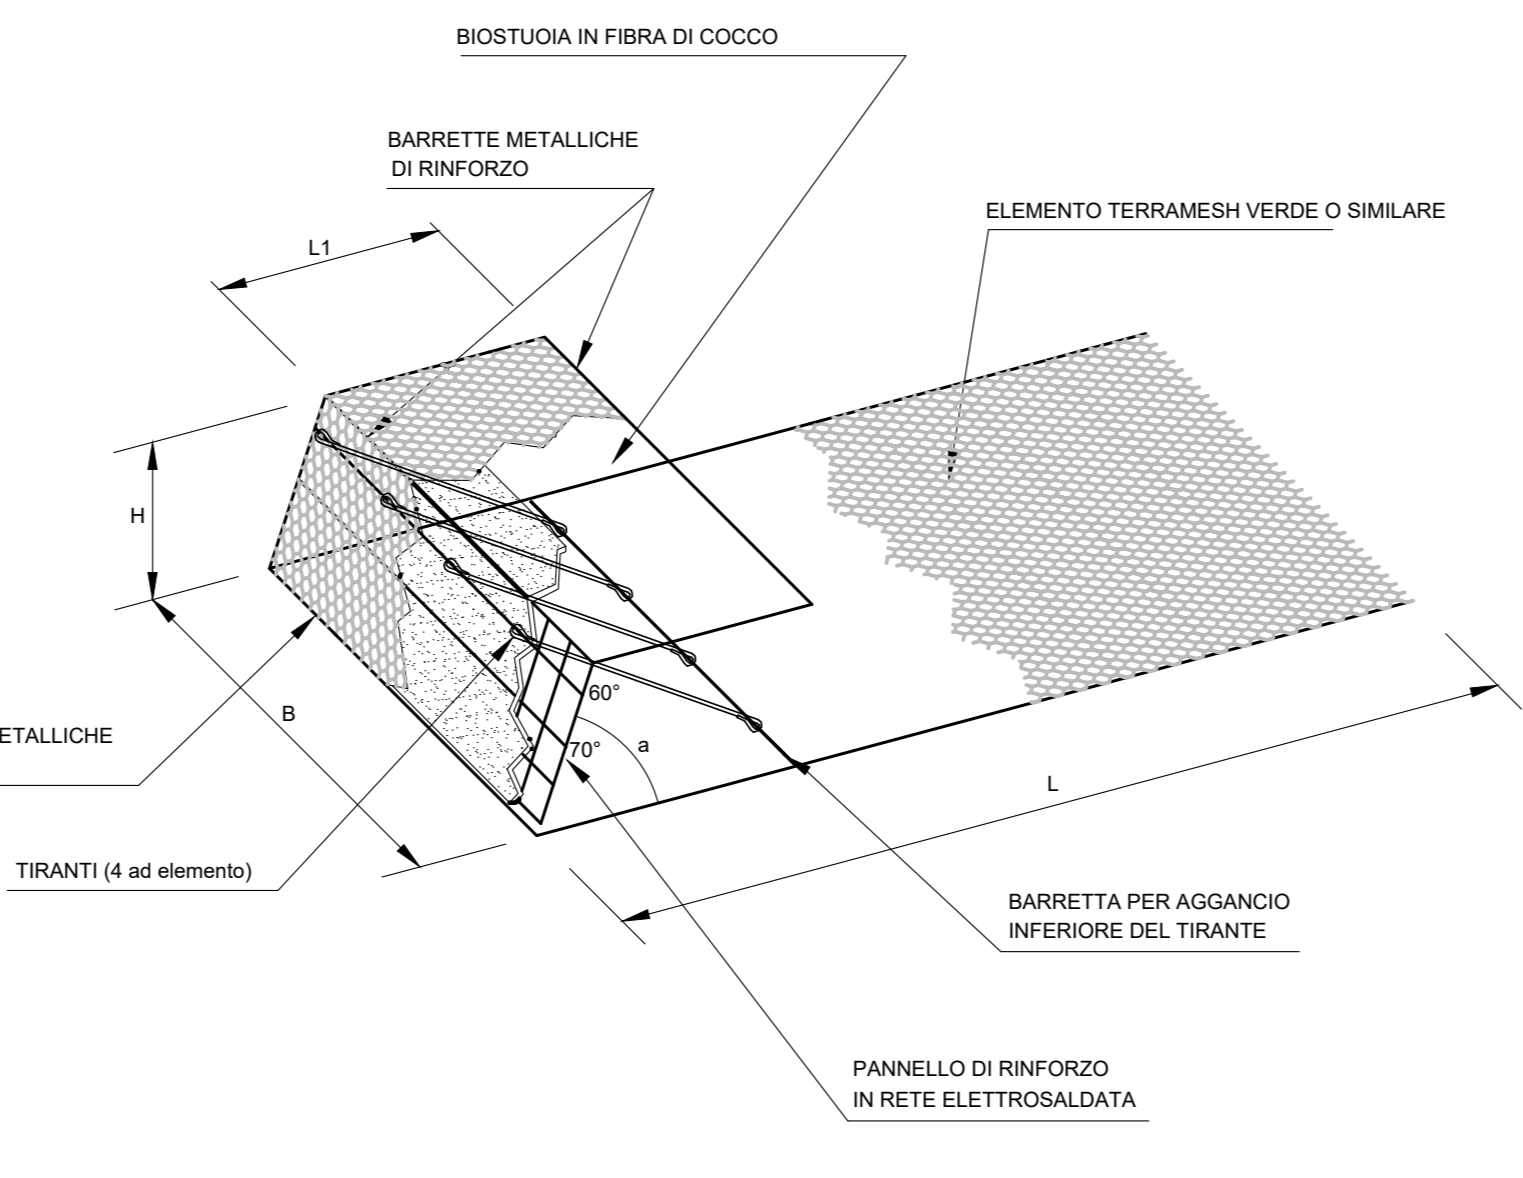 BIOSTUOIA IN FIBRA DI COCCO
BARRETTE METALLICHE
DI RINFORZO
ELEMENTO TERRAMESH VERDE O SIMILARE
L1
H
B
60°
70°
a
ETALLICHE
L
TIRANTI (4 ad elemento)
BARRETTA PER AGGANCIO
INFERIORE DEL TIRANTE
PANNELLO DI RINFORZO
IN RETE ELETTROSALDATA